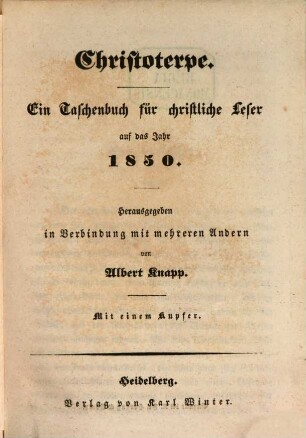 Christoterpe.
Ein Taschenbuch für christliche Leser
auf das Jahr
1850.
Herausgegeben
in Verbindung mit mehreren Andern
von
Albert Knapp.
Mit einem Kupfer.
Heidelberg.
Verlag von Karl Winter.